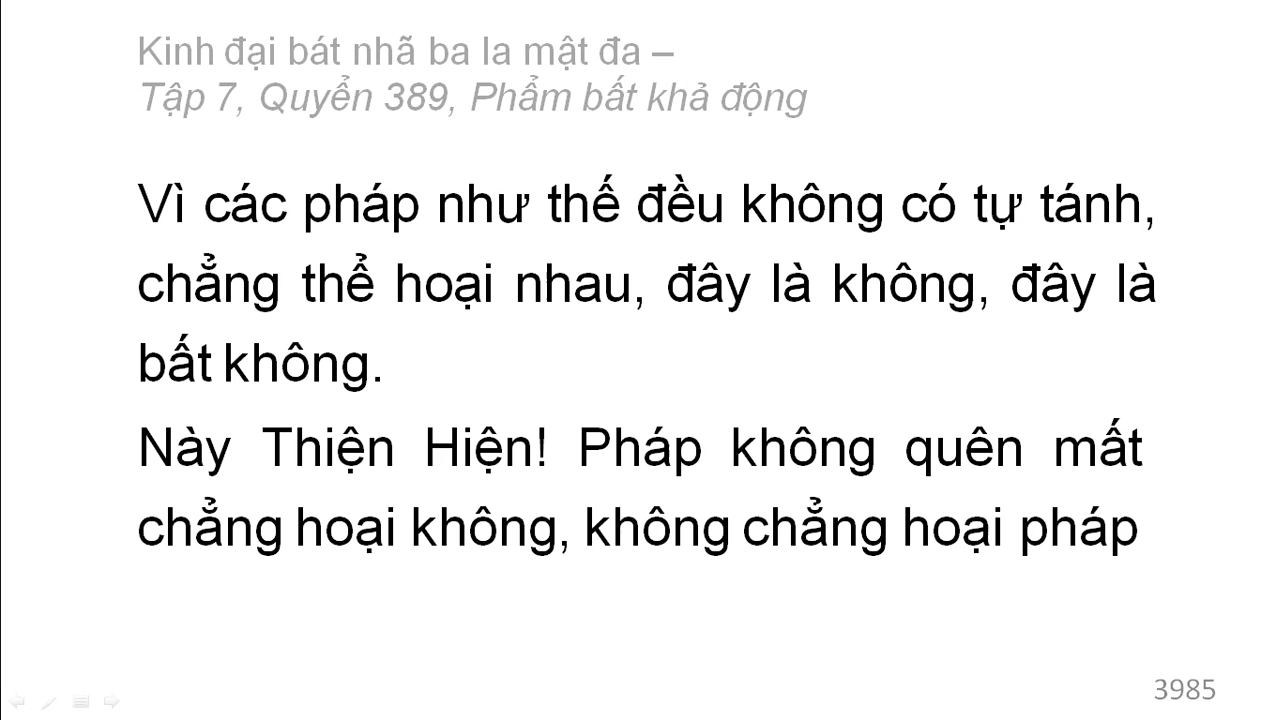 Kinh đại bát nhã ba la mật đa –
Tập 7, Quyển 389, Phẩm bất khả động
Vì các pháp như thế đều không có tự tánh,
chẳng thể hoại nhau, đây là không, đây là
bất không.
Này Thiện Hiện! Pháp không quên mất
chẳng hoại không, không chẳng hoại pháp
3985